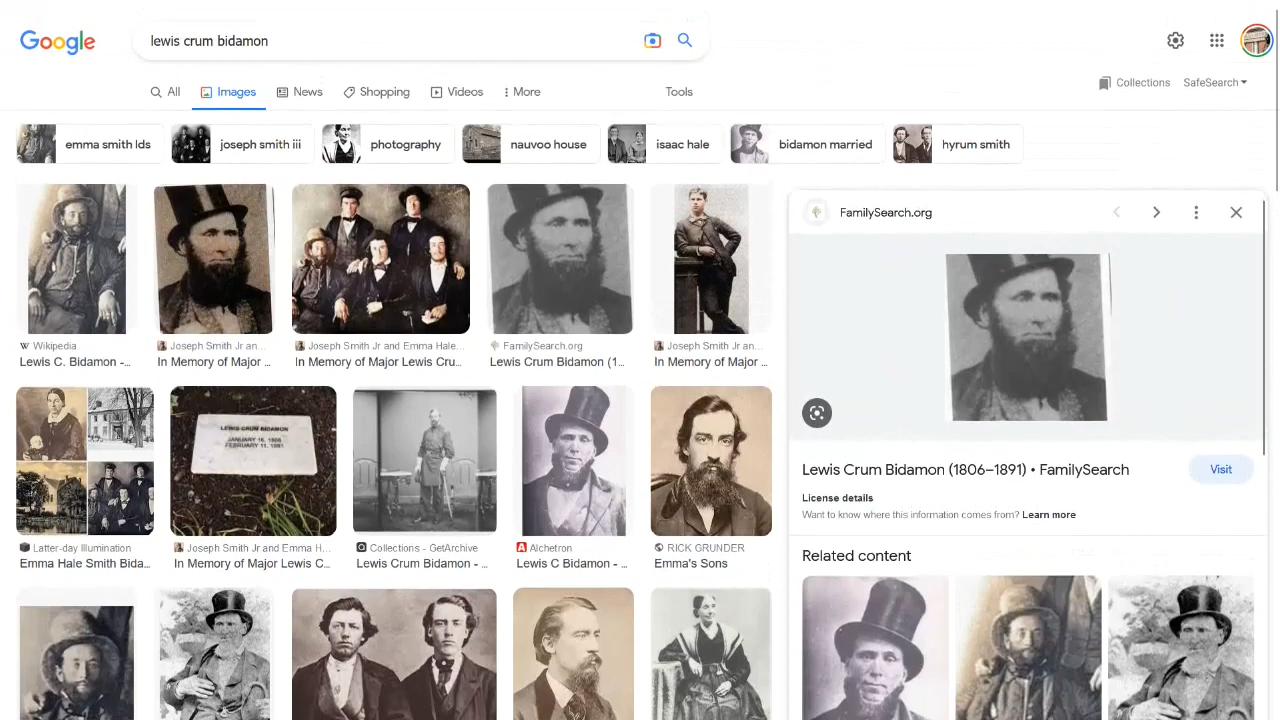 Google
lewis crum bidamon
All
Images
News
Shopping
Videos
More
Tools
Collections
SafeSearch
emma smith lds
joseph smith iii
photography
nauvoo house
isaac hale
bidamon married
hyrum smith
Wikipedia
Lewis C. Bidamon -...
Joseph Smith Jr an...
In Memory of Major ...
Joseph Smith Jr and Emma Hale...
In Memory of Major Lewis Cru...
FamilySearch.org
Lewis Crum Bidamon (1...
Joseph Smith Jr an...
In Memory of Major ...
LEWIS CRUM BIDAMON
Latter-day Illumination
Emma Hale Smith Bida...
Joseph Smith Jr and Emma H...
In Memory of Major Lewis C...
Collections - GetArchive
Lewis Crum Bidamon - ...
Alchetron
Lewis C Bidamon - ...
RICK GRUNDER
Emma's Sons
FamilySearch.org
Lewis Crum Bidamon (1806–1891) • FamilySearch
Visit
License details
Want to know where this information comes from? Learn more
Related content